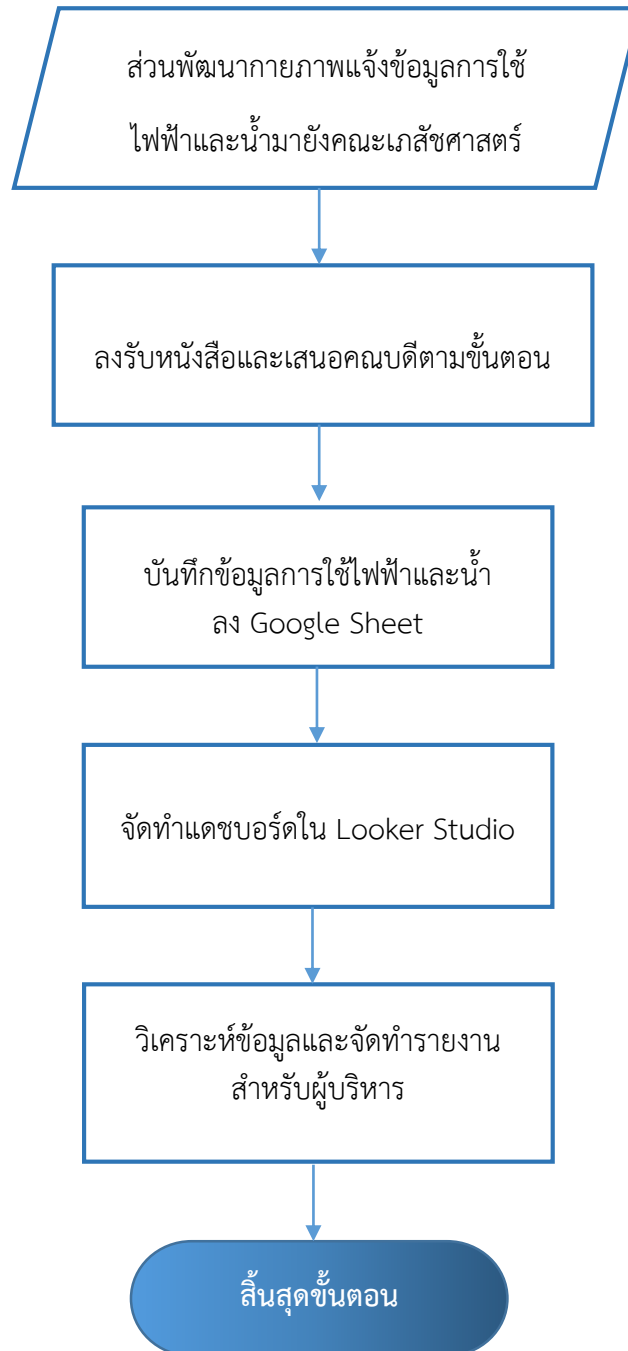 ส่วนพัฒนากายภาพแจ้งข้อมูลการใช้
ไฟฟ้าและน้ำมายังคณะเภสัชศาสตร์
ลงรับหนังสือและเสนอคณบดีตามขั้นตอน
บันทึกข้อมูลการใช้ไฟฟ้าและน้ำ
ลง Google Sheet
จัดทำแดชบอร์ดใน Looker Studio
วิเคราะห์ข้อมูลและจัดทำรายงาน
สำหรับผู้บริหาร
สิ้นสุดขั้นตอน